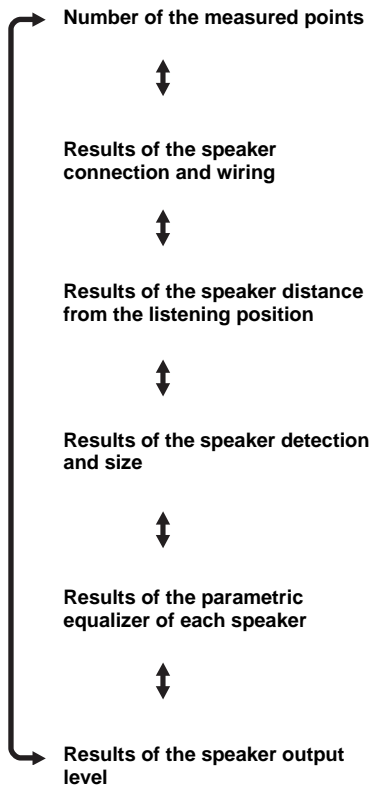 Number of the measured points
Results of the speaker
connection and wiring
Results of the speaker distance
from the listening position
Results of the speaker detection
and size
Results of the parametric
equalizer of each speaker
Results of the speaker output
level